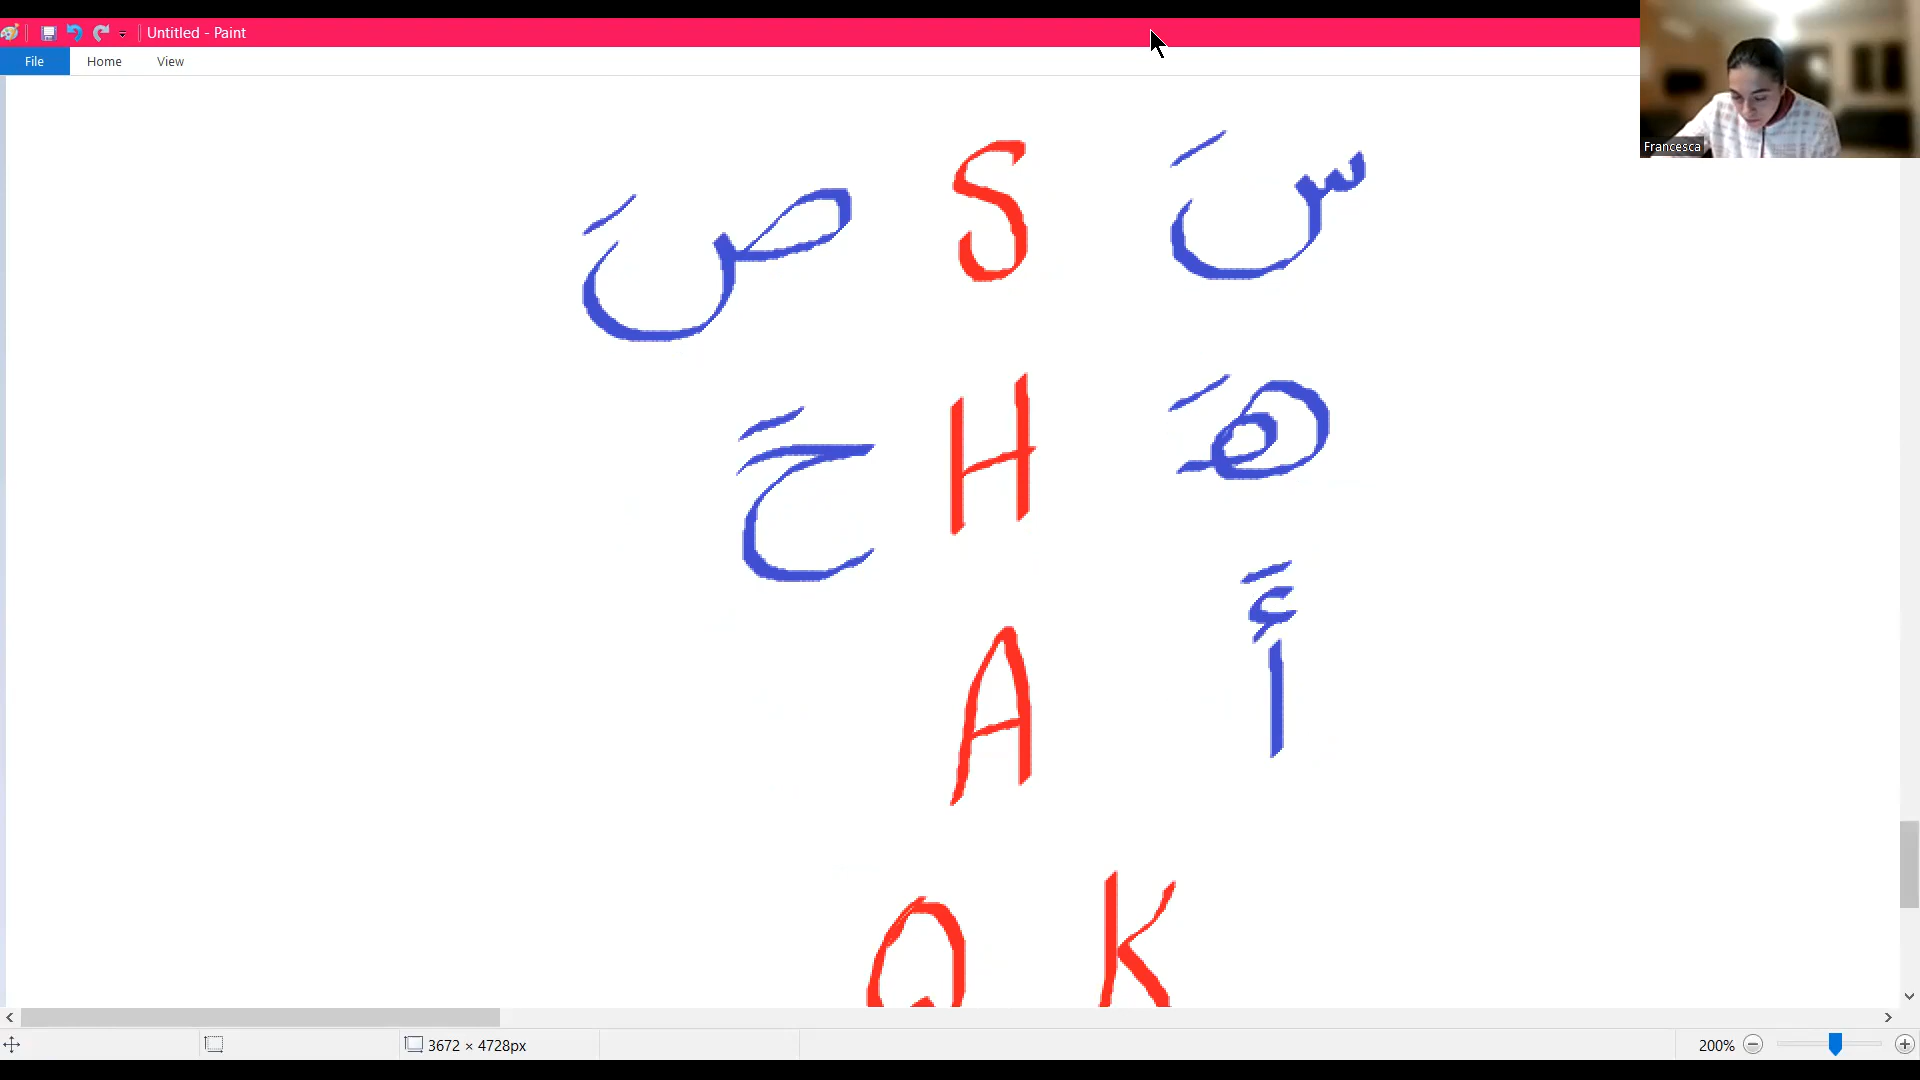 Untitled - Paint
File Home View
Francesca
صَ S سَ
حَ H هَ
A أَ
Q K
3672 × 4728px
200%